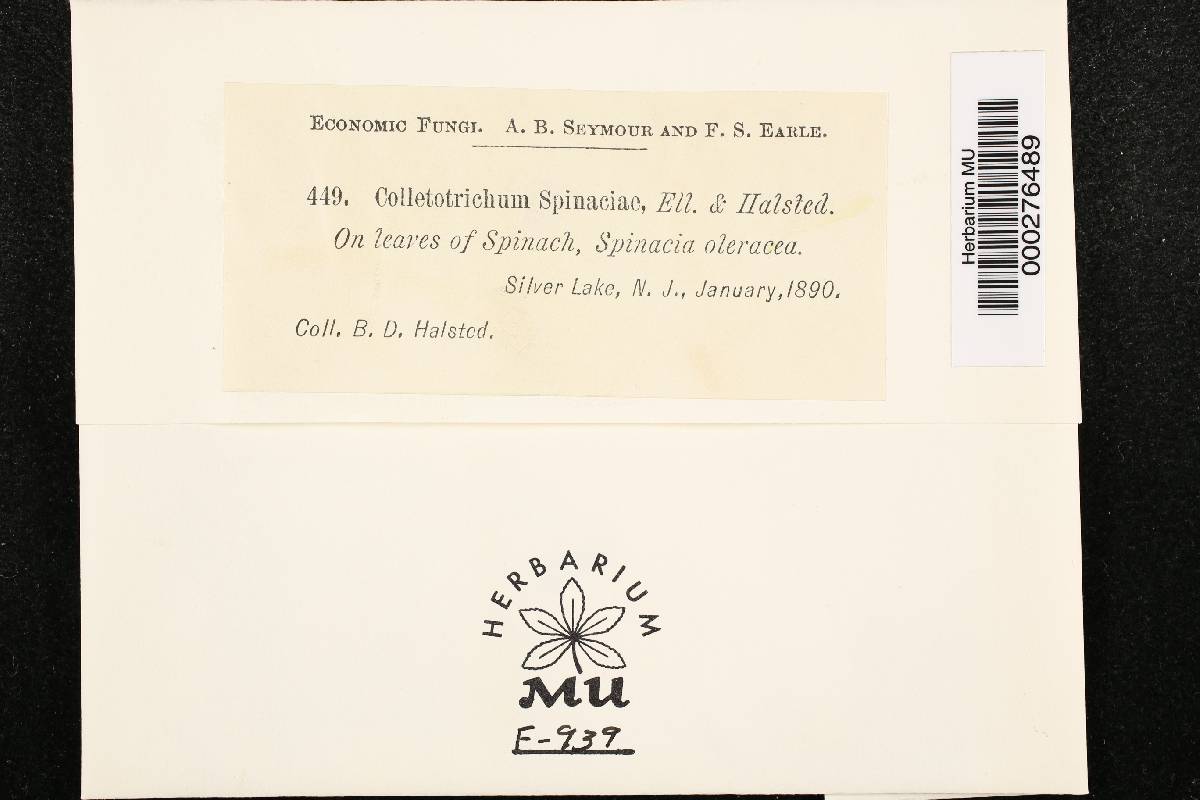 Economic Fungi. A. B. Seymour and F. S. Earle.
449. Colletotrichum Spinaciae, Ell. & Halsted.
On leaves of Spinach, Spinacia oleracea.
Silver Lake, N. J., January, 1890.
Coll. B. D. Halsted.
Herbarium MU
000276489
HERBARIUM
MU
F-939